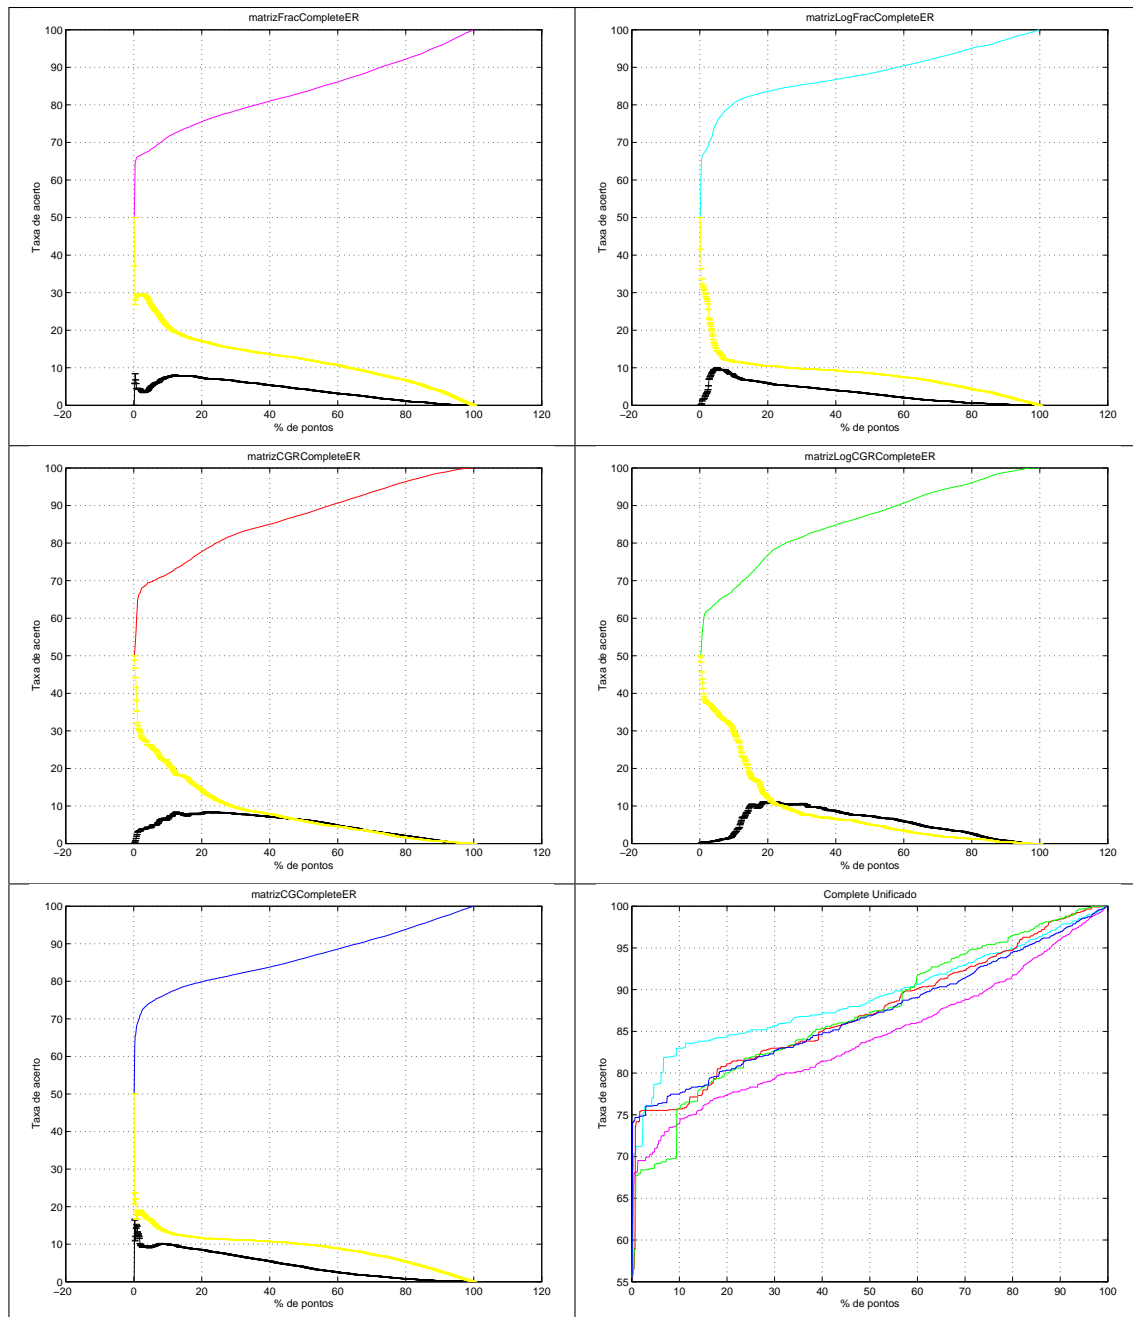 matrizFracCompleteER
100
90
80
70
60
50
40
30
20
10
0
Taxa de acerto
−20 0 20 40 60 80 100 120
% de pontos
matrizLogFracCompleteER
100
90
80
70
60
50
40
30
20
10
0
Taxa de acerto
−20 0 20 40 60 80 100 120
% de pontos
matrizCGRCompleteER
100
90
80
70
60
50
40
30
20
10
0
Taxa de acerto
−20 0 20 40 60 80 100 120
% de pontos
matrizLogCGRCompleteER
100
90
80
70
60
50
40
30
20
10
0
Taxa de acerto
−20 0 20 40 60 80 100 120
% de pontos
matrizCGCompleteER
100
90
80
70
60
50
40
30
20
10
0
Taxa de acerto
−20 0 20 40 60 80 100 120
% de pontos
Complete Unificado
100
95
90
85
80
75
70
65
60
55
Taxa de acerto
0 10 20 30 40 50 60 70 80 90 100
% de pontos